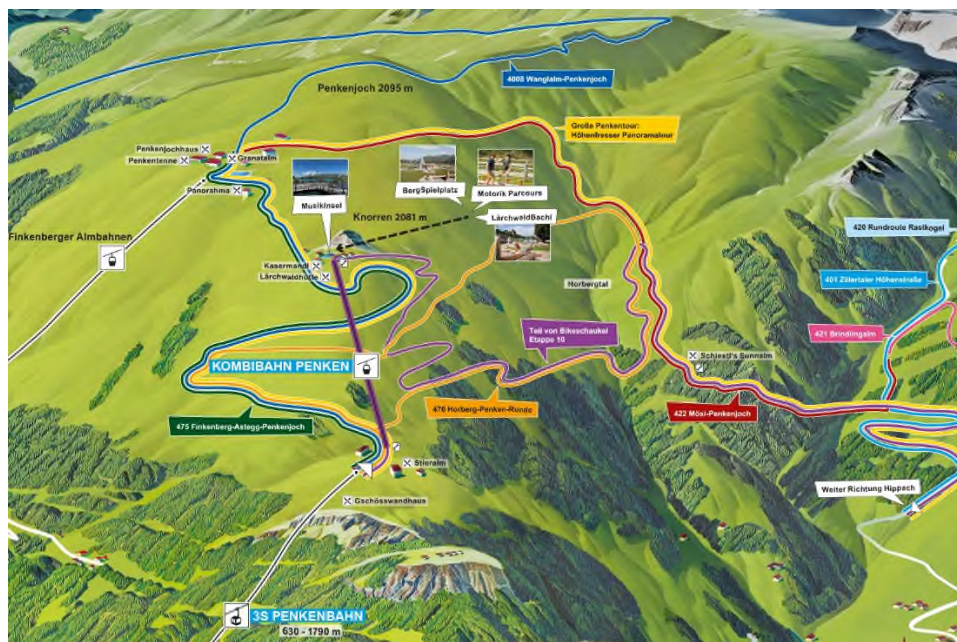 4008 Wanglalm-Penkenjoch
Penkenjoch 2095 m
Große Penkentour:
Höhenfresser Panoramatour
Penkenjochhaus
Penkentenne
Granatalm
Panorahma
MusikInsel
BergSpielplatz
Motorik Parcours
LärchwaldBachl
Knorren 2081 m
Finkenberger Almbahnen
Kasermandl
Lärchwaldhütte
Horbergtal
420 Rundroute Rastkogel
401 Zillertaler Höhenstraße
421 Brindlingalm
Teil von Bikeschaukel
Etappe 10
Schiestl's Sunnalm
KOMBIBAHN PENKEN
470 Horberg-Penken-Runde
422 Mösl-Penkenjoch
475 Finkenberg-Astegg-Penkenjoch
Stieralm
Gschösswandhaus
Weiter Richtung Hippach
3S PENKENBAHN
630 - 1790 m